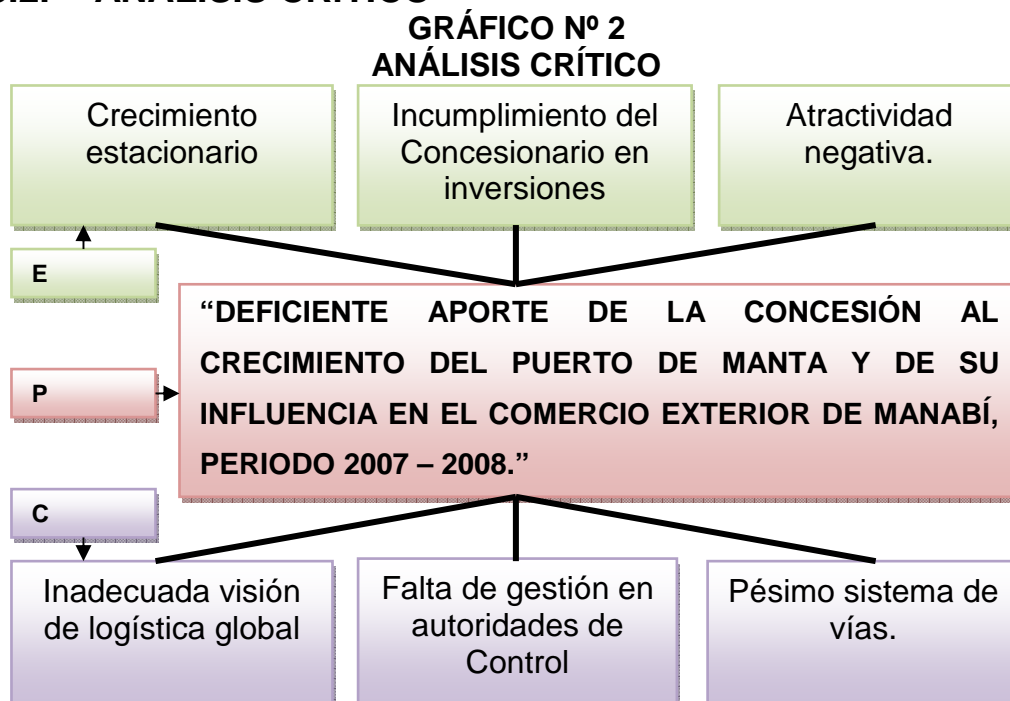 GRÁFICO Nº 2
ANÁLISIS CRÍTICO
Crecimiento
estacionario
Incumplimiento del
Concesionario en
inversiones
Atractividad
negativa.
E
“DEFICIENTE APORTE DE LA CONCESIÓN AL
CRECIMIENTO DEL PUERTO DE MANTA Y DE SU
INFLUENCIA EN EL COMERCIO EXTERIOR DE MANABÍ,
PERIODO 2007 – 2008.”
P
C
Inadecuada visión
de logística global
Falta de gestión en
autoridades de
Control
Pésimo sistema de
vías.